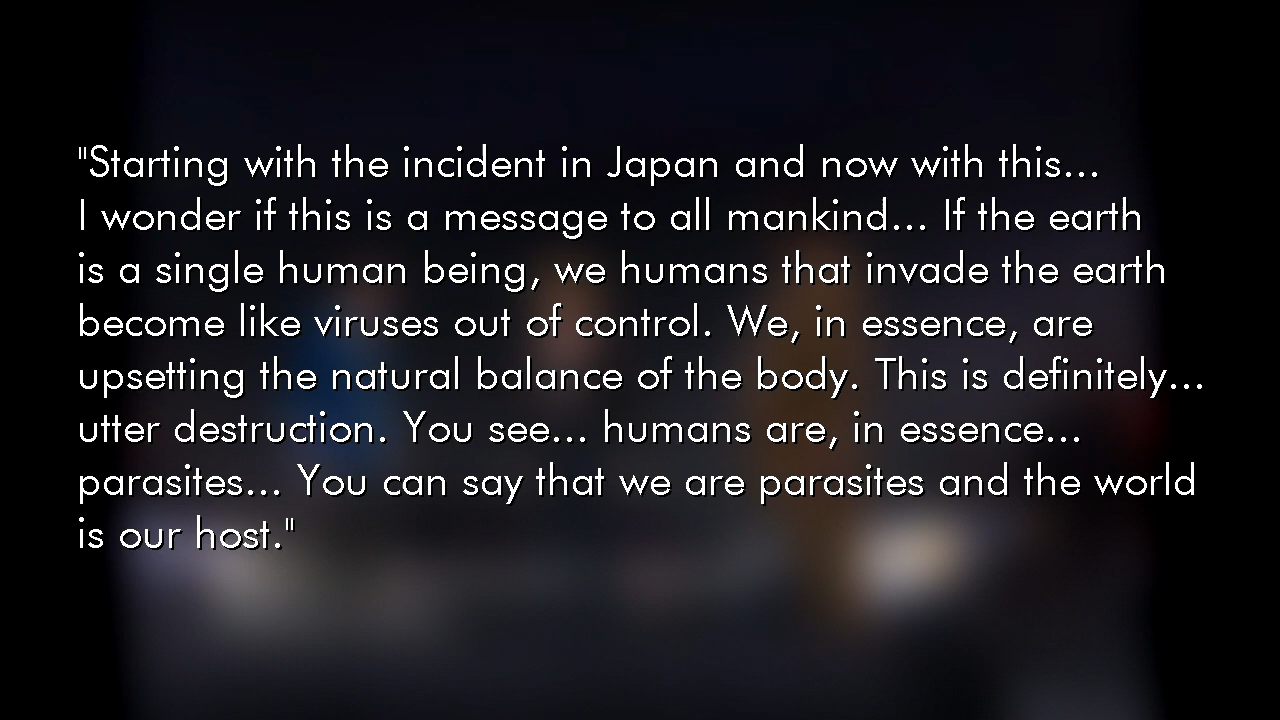 "Starting with the incident in Japan and now with this...
I wonder if this is a message to all mankind... If the earth
is a single human being, we humans that invade the earth
become like viruses out of control. We, in essence, are
upsetting the natural balance of the body. This is definitely...
utter destruction. You see... humans are, in essence...
parasites... You can say that we are parasites and the world
is our host."